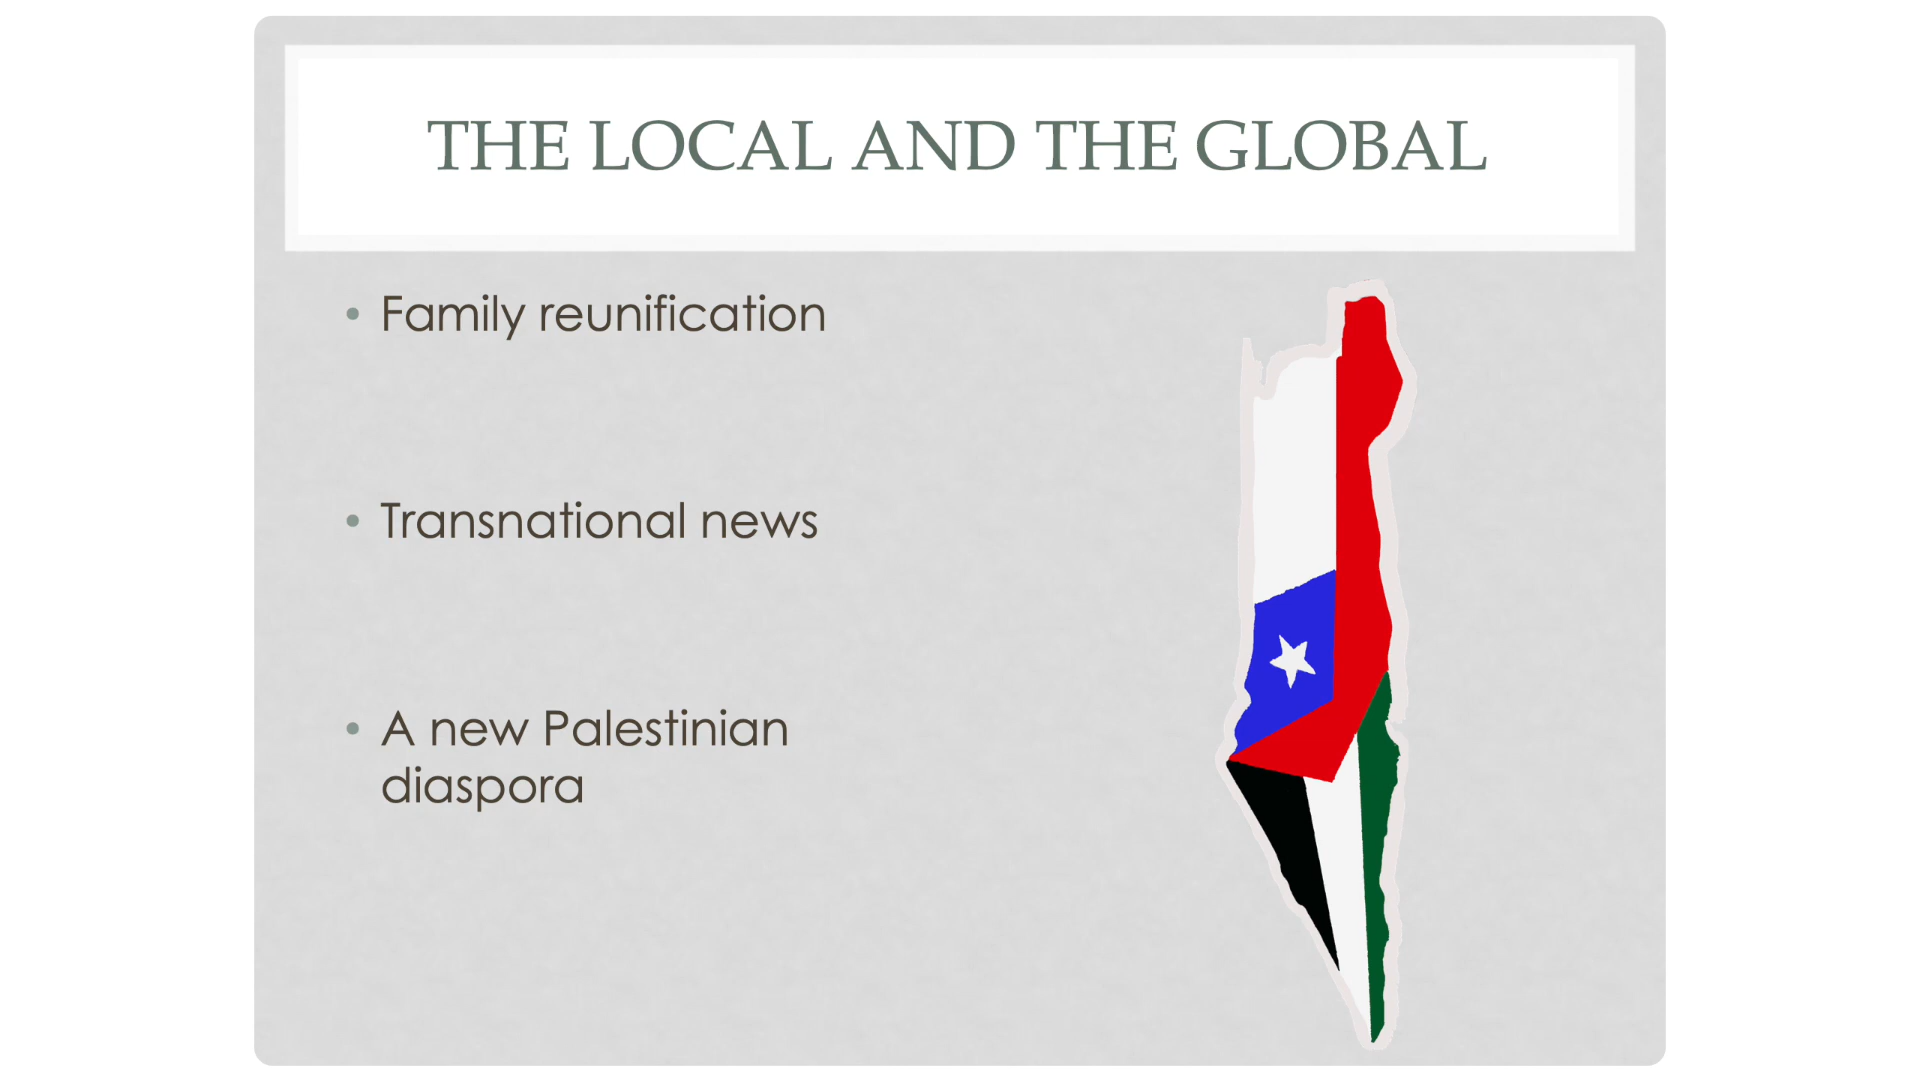 THE LOCAL AND THE GLOBAL
• Family reunification
• Transnational news
• A new Palestinian
diaspora